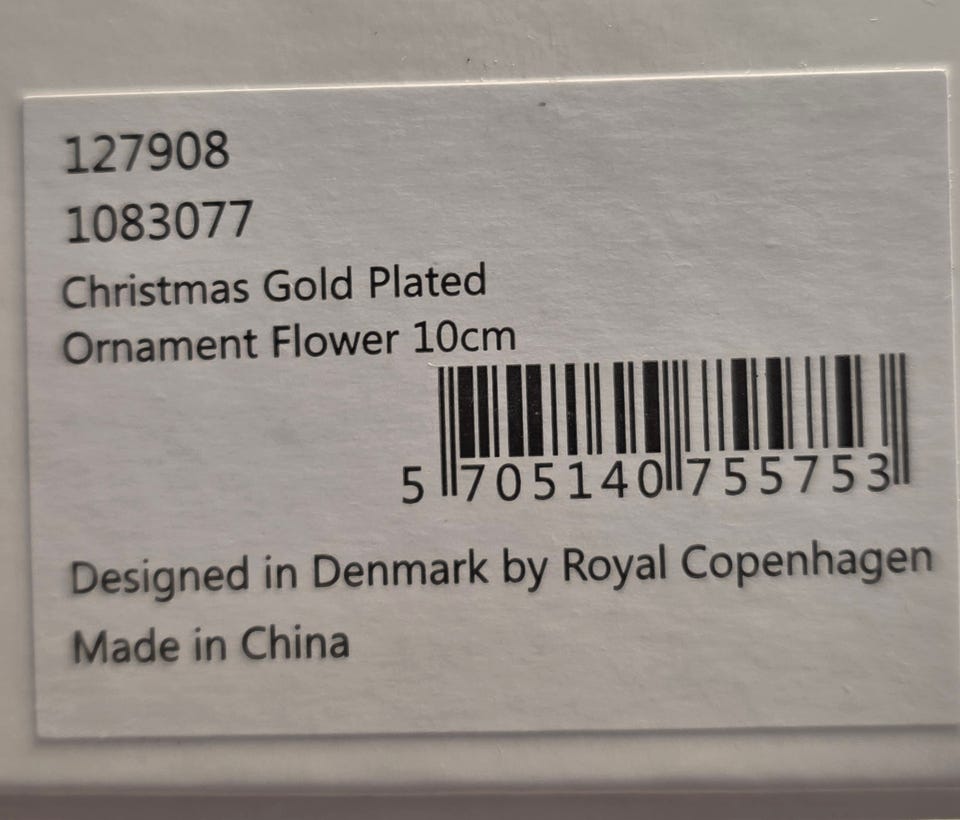 127908
1083077
Christmas Gold Plated
Ornament Flower 10cm
5 705140 755753
Designed in Denmark by Royal Copenhagen
Made in China